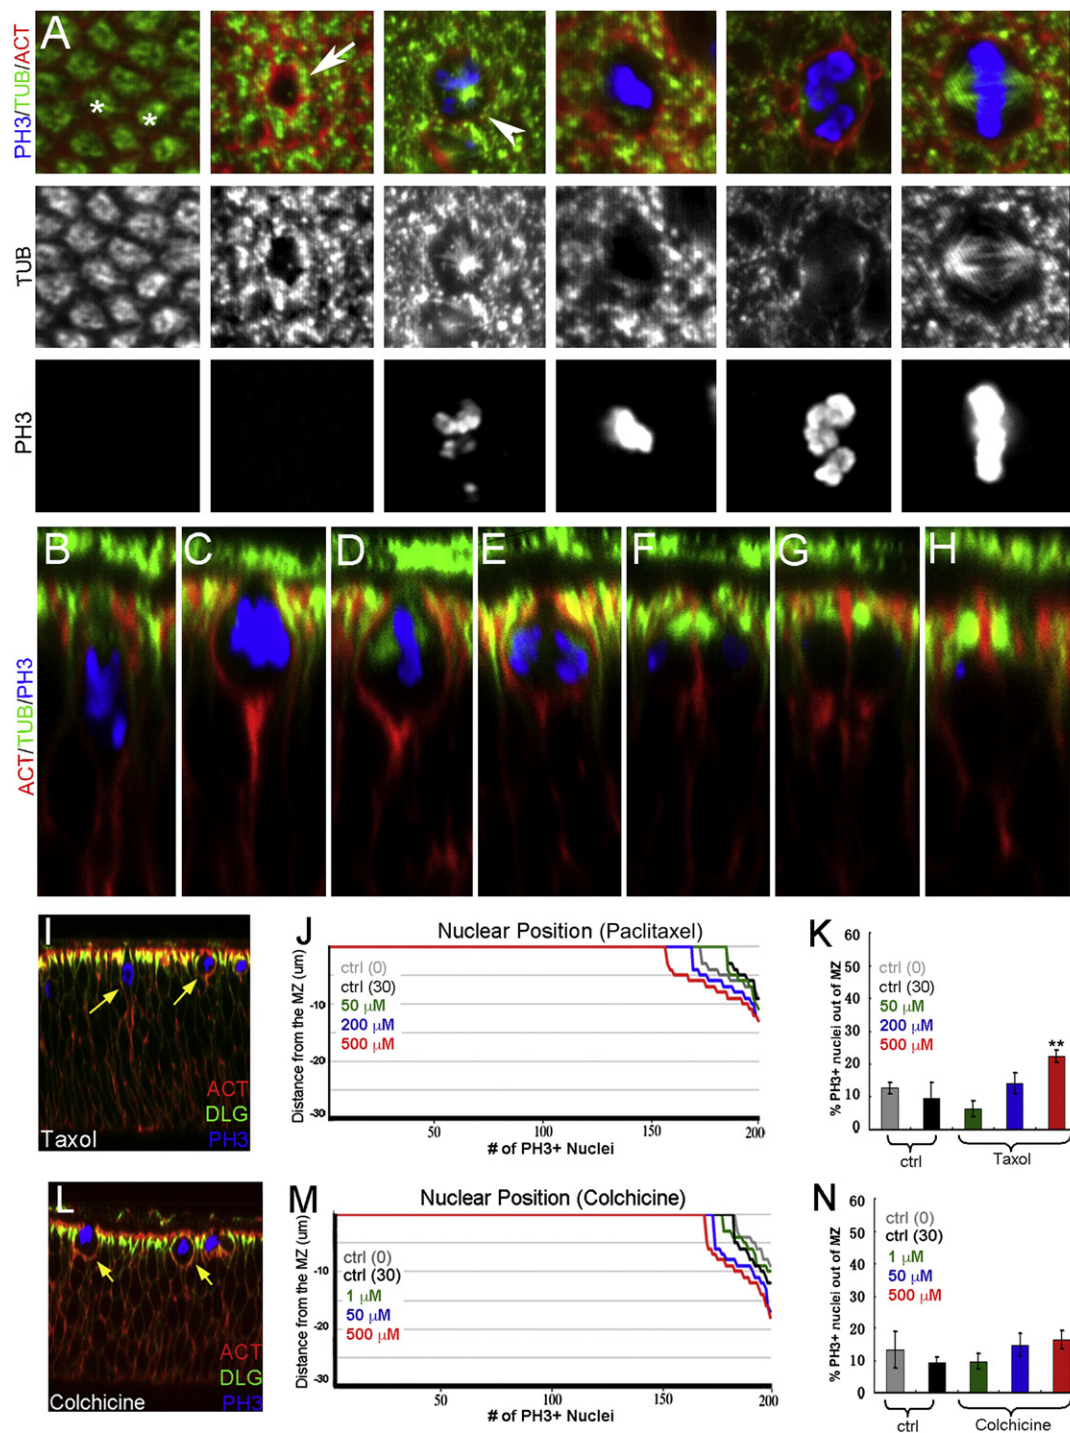 A
* *
PH3/TUB/ACT
TUB
PH3
B C D E F G H
ACT/TUB/PH3
I
ACT
DLG
Taxol PH3
J
Nuclear Position (Paclitaxel)
Distance from the MZ (um)
ctrl (0)
ctrl (30)
50 μM
200 μM
500 μM
-10
-20
-30
50 100 150 200
# of PH3+ Nuclei
K
% PH3+ nuclei out of MZ
60
50
40
30
20
10
0
ctrl (0)
ctrl (30)
50 μM
200 μM
500 μM
**
ctrl Taxol
L
ACT
DLG
Colchicine PH3
M
Nuclear Position (Colchicine)
Distance from the MZ (um)
ctrl (0)
ctrl (30)
1 μM
50 μM
500 μM
-10
-20
-30
50 100 150 200
# of PH3+ Nuclei
N
% PH3+ nuclei out of MZ
60
50
40
30
20
10
0
ctrl (0)
ctrl (30)
1 μM
50 μM
500 μM
ctrl Colchicine